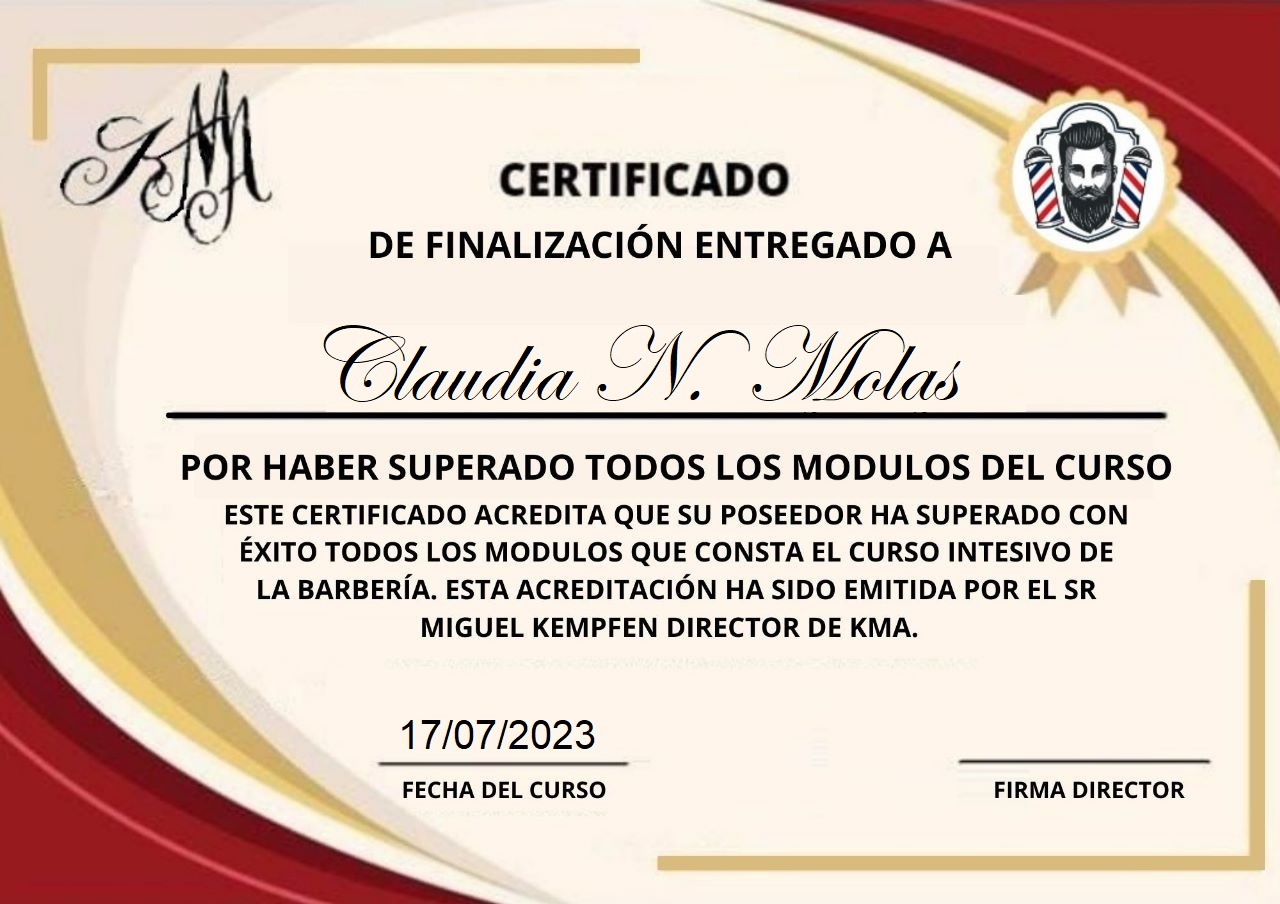 KMA
CERTIFICADO
DE FINALIZACIÓN ENTREGADO A
Claudia N. Molas
POR HABER SUPERADO TODOS LOS MODULOS DEL CURSO
ESTE CERTIFICADO ACREDITA QUE SU POSEEDOR HA SUPERADO CON
ÉXITO TODOS LOS MODULOS QUE CONSTA EL CURSO INTESIVO DE
LA BARBERÍA. ESTA ACREDITACIÓN HA SIDO EMITIDA POR EL SR
MIGUEL KEMPFEN DIRECTOR DE KMA.
17/07/2023
FECHA DEL CURSO
FIRMA DIRECTOR